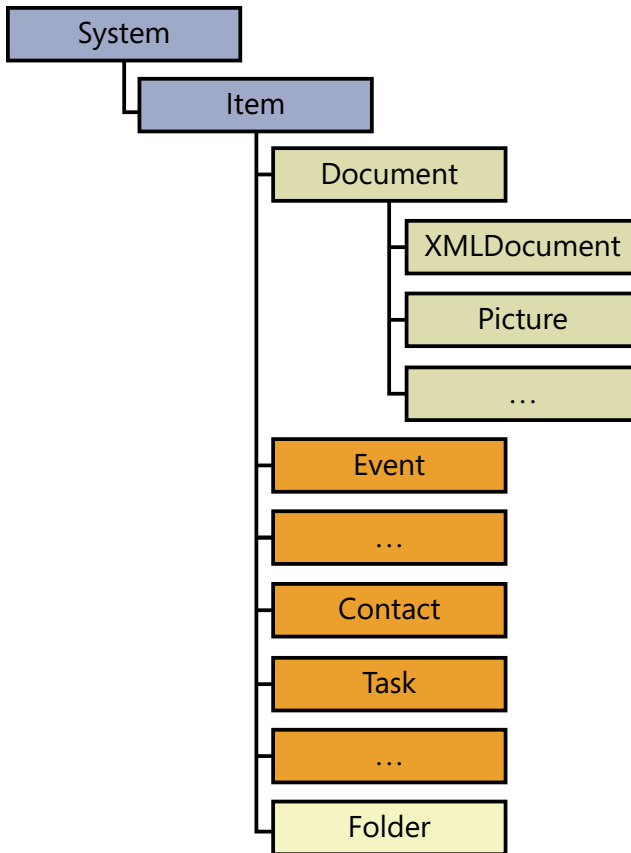 System
Item
Document
XMLDocument
Picture
...
Event
...
Contact
Task
...
Folder